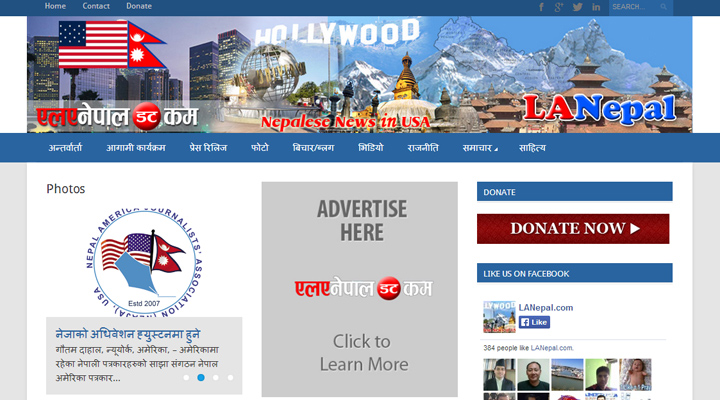 Home Contact Donate
SEARCH...
HOLLYWOOD
एलएनेपाल डट कम
Nepalese News in USA
LANepal
अन्तर्वार्ता आगामी कार्यक्रम प्रेस रिलिज फोटो बिचार/ब्लग भिडियो राजनीति समाचार साहित्य
Photos
NEPAL AMERICA JOURNALISTS' ASSOCIATION (NEAJA), USA
Estd 2007
नेजाको अधिवेशन ह्युस्टनमा हुने
गौतम दाहाल, न्यूयोर्क, अमेरिका, – अमेरिकामा
रहेका नेपाली पत्रकारहरुको साझा संगठन नेपाल
अमेरिका पत्रकार...
ADVERTISE
HERE
एलएनेपाल डट कम
Click to
Learn More
DONATE
DONATE NOW
LIKE US ON FACEBOOK
LANepal.com
Like
384 people like LANepal.com.